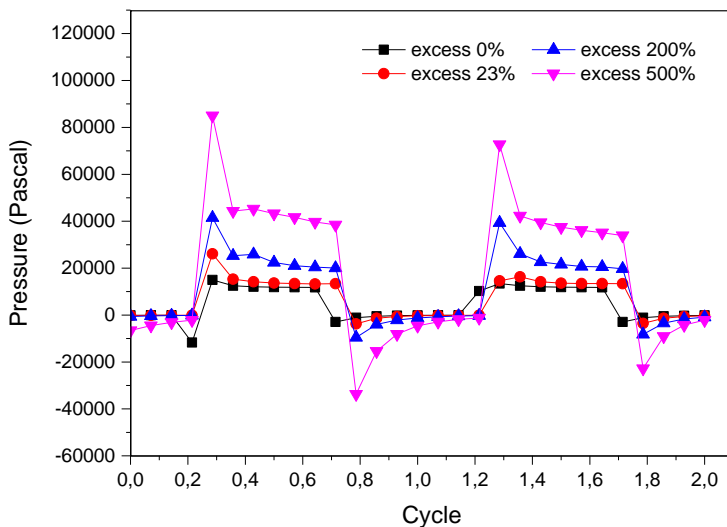 120000
100000
80000
60000
40000
20000
0
-20000
-40000
-60000
Pressure (Pascal)
excess 0%
excess 200%
excess 23%
excess 500%
0,0 0,2 0,4 0,6 0,8 1,0 1,2 1,4 1,6 1,8 2,0
Cycle